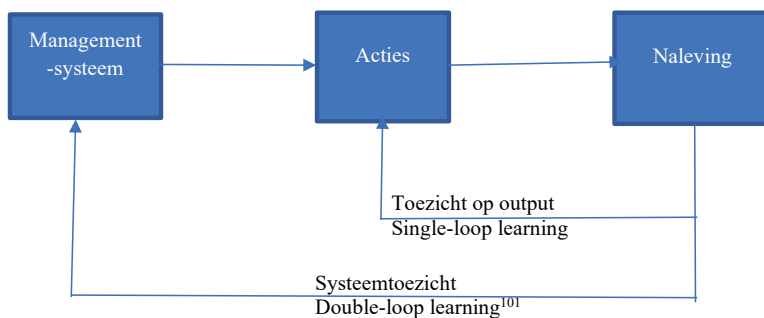 Management
-systeem
Acties
Naleving
Toezicht op output
Single-loop learning
Systeemtoezicht
Double-loop learning¹⁰¹